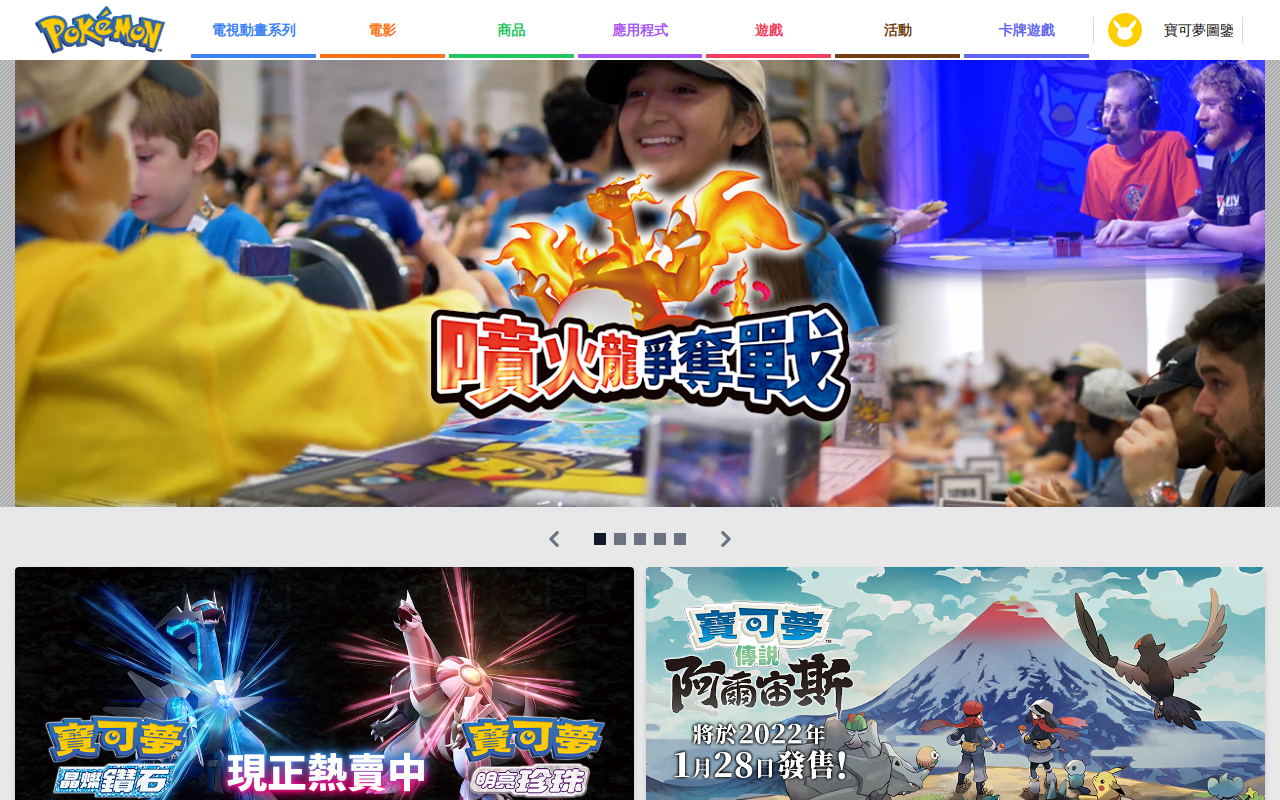 Pokémon
電視動畫系列
電影
商品
應用程式
遊戲
活動
卡牌遊戲
寶可夢圖鑒
噴火龍爭奪戰
寶可夢
晶燦鑽石
現正熱賣中
寶可夢
明亮珍珠
寶可夢
傳說
阿爾宙斯
將於2022年
1月28日發售!